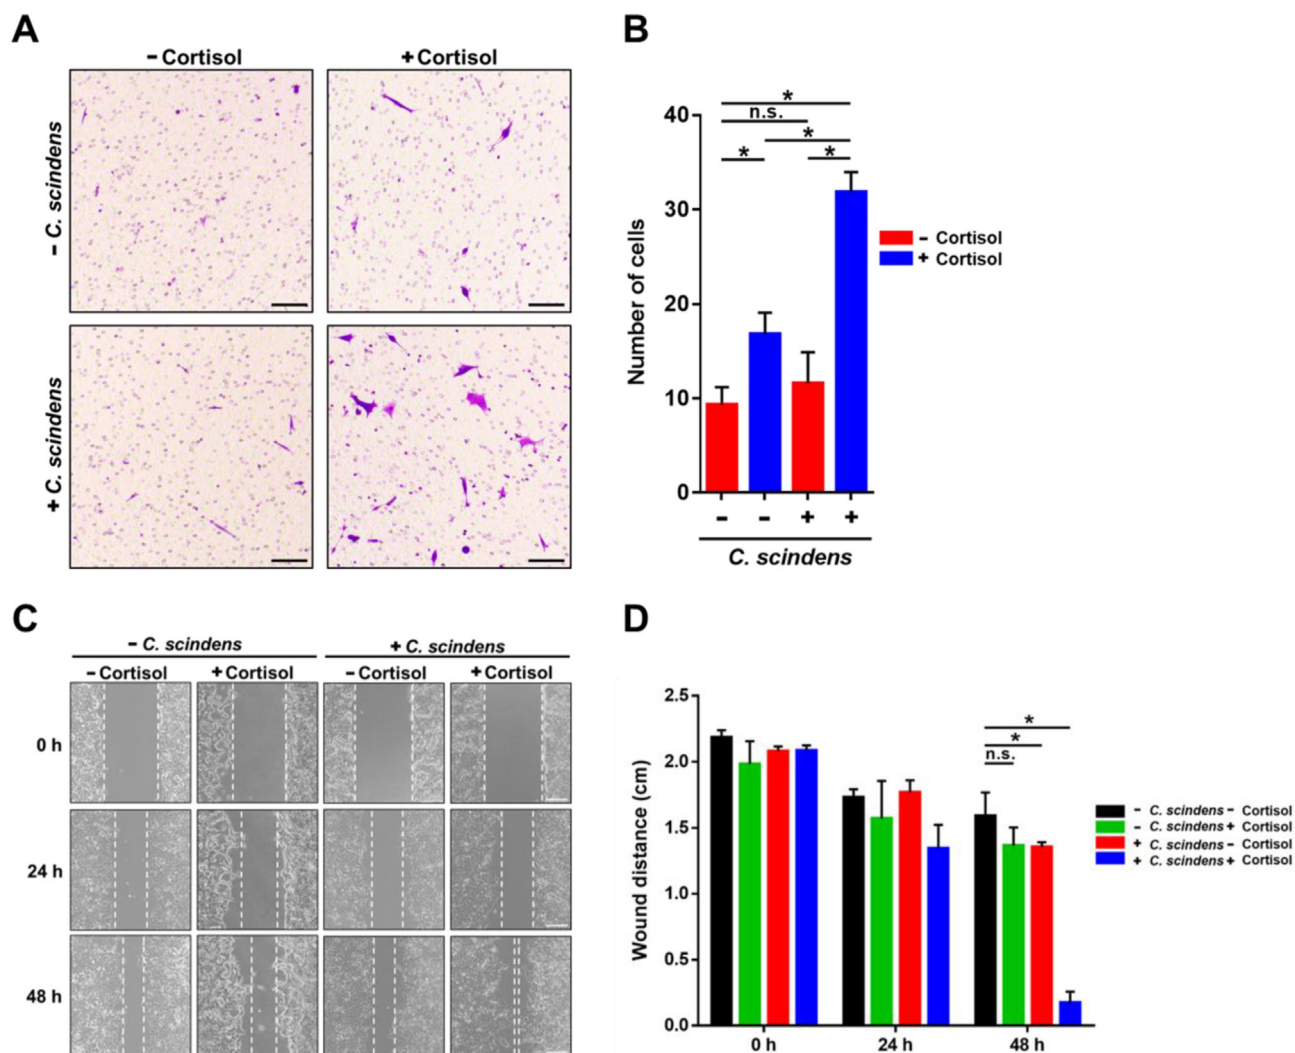 A
− Cortisol
+ Cortisol
− C. scindens
+ C. scindens
B
Number of cells
40
30
20
10
0
*
n.s.
*
*
*
− − + +
C. scindens
− Cortisol
+ Cortisol
C
− C. scindens
+ C. scindens
− Cortisol
+ Cortisol
− Cortisol
+ Cortisol
0 h
24 h
48 h
D
Wound distance (cm)
2.5
2.0
1.5
1.0
0.5
0.0
*
*
n.s.
0 h
24 h
48 h
− C. scindens − Cortisol
− C. scindens + Cortisol
+ C. scindens − Cortisol
+ C. scindens + Cortisol